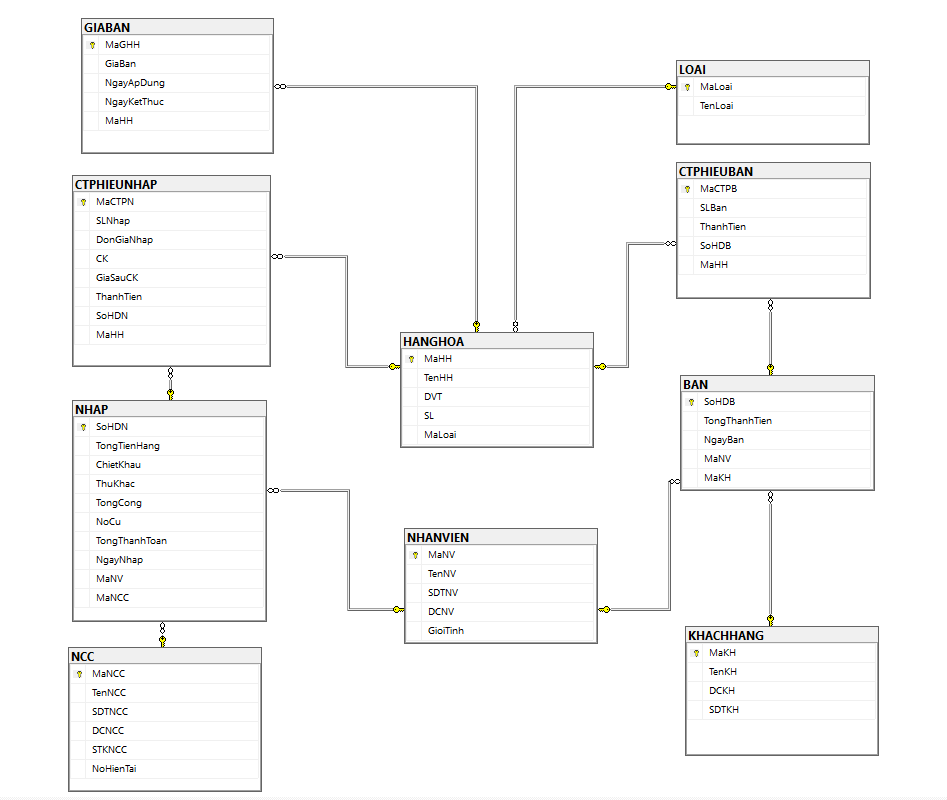 GIABAN
MaGHH
GiaBan
NgayApDung
NgayKetThuc
MaHH
LOAI
MaLoai
TenLoai
CTPHIEUNHAP
MaCTPN
SLNhap
DonGiaNhap
CK
GiaSauCK
ThanhTien
SoHDN
MaHH
CTPHIEUBAN
MaCTPB
SLBan
ThanhTien
SoHDB
MaHH
HANGHOA
MaHH
TenHH
DVT
SL
MaLoai
BAN
SoHDB
TongThanhTien
NgayBan
MaNV
MaKH
NHAP
SoHDN
TongTienHang
ChietKhau
ThuKhac
TongCong
NoCu
TongThanhToan
NgayNhap
MaNV
MaNCC
NHANVIEN
MaNV
TenNV
SDTNV
DCNV
GioiTinh
KHACHHANG
MaKH
TenKH
DCKH
SDTKH
NCC
MaNCC
TenNCC
SDTNCC
DCNCC
STKNCC
NoHienTai